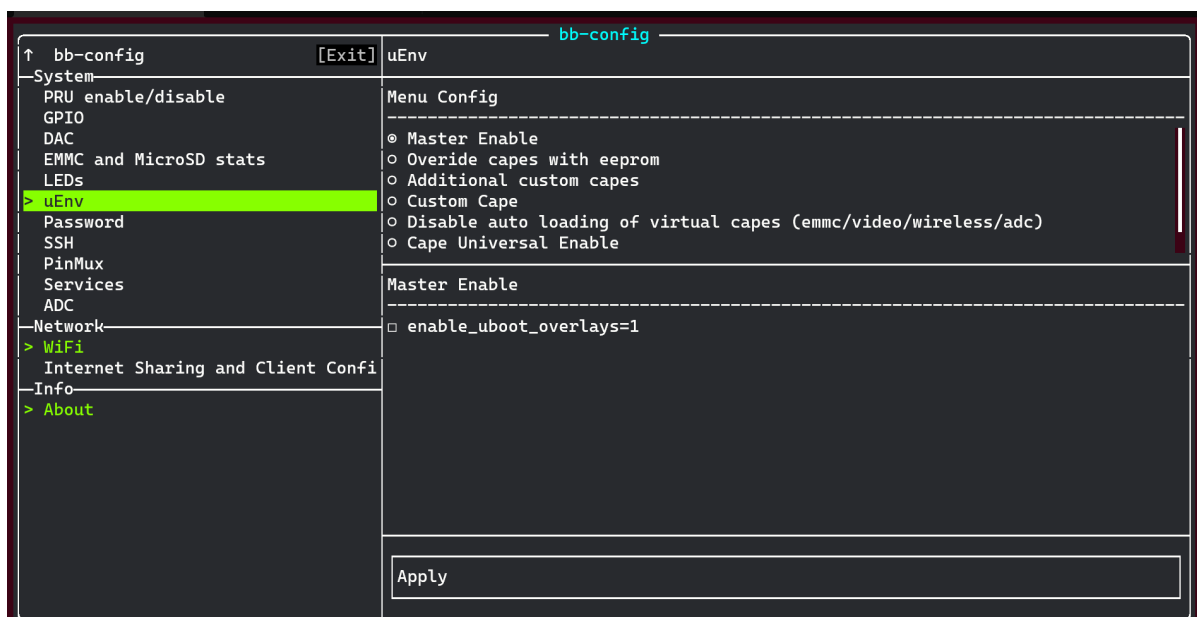 bb-config
↑ bb-config [Exit]
System
PRU enable/disable
GPIO
DAC
EMMC and MicroSD stats
LEDs
> uEnv
Password
SSH
PinMux
Services
ADC
Network
> WiFi
Internet Sharing and Client Confi
Info
> About
uEnv
Menu Config
Master Enable
Overide capes with eeprom
Additional custom capes
Custom Cape
Disable auto loading of virtual capes (emmc/video/wireless/adc)
Cape Universal Enable
Master Enable
enable_uboot_overlays=1
Apply